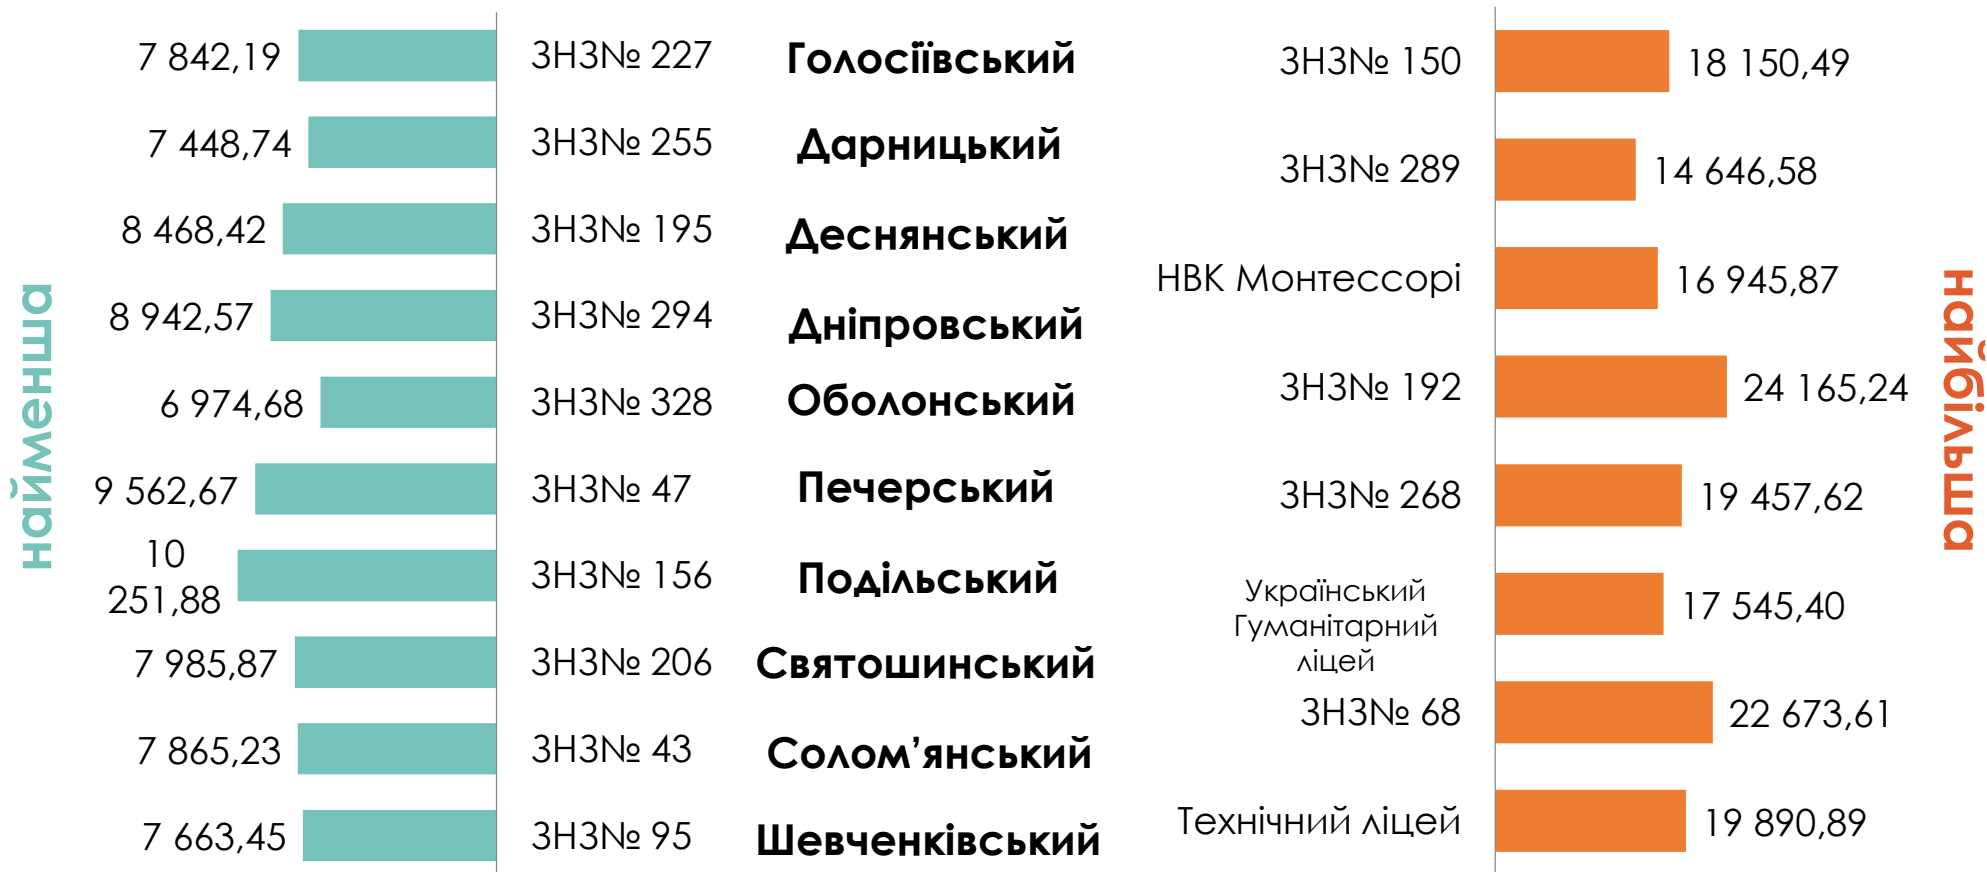 найменша
7 842,19 ЗНЗ№ 227 Голосіївський ЗНЗ№ 150 18 150,49
7 448,74 ЗНЗ№ 255 Дарницький ЗНЗ№ 289 14 646,58
8 468,42 ЗНЗ№ 195 Деснянський НВК Монтессорі 16 945,87
8 942,57 ЗНЗ№ 294 Дніпровський ЗНЗ№ 192 24 165,24
6 974,68 ЗНЗ№ 328 Оболонський
9 562,67 ЗНЗ№ 47 Печерський ЗНЗ№ 268 19 457,62
10
251,88 ЗНЗ№ 156 Подільський
Український
Гуманітарний
ліцей
17 545,40
7 985,87 ЗНЗ№ 206 Святошинський ЗНЗ№ 68 22 673,61
7 865,23 ЗНЗ№ 43 Солом’янський
7 663,45 ЗНЗ№ 95 Шевченківський Технічний ліцей 19 890,89
найбільша